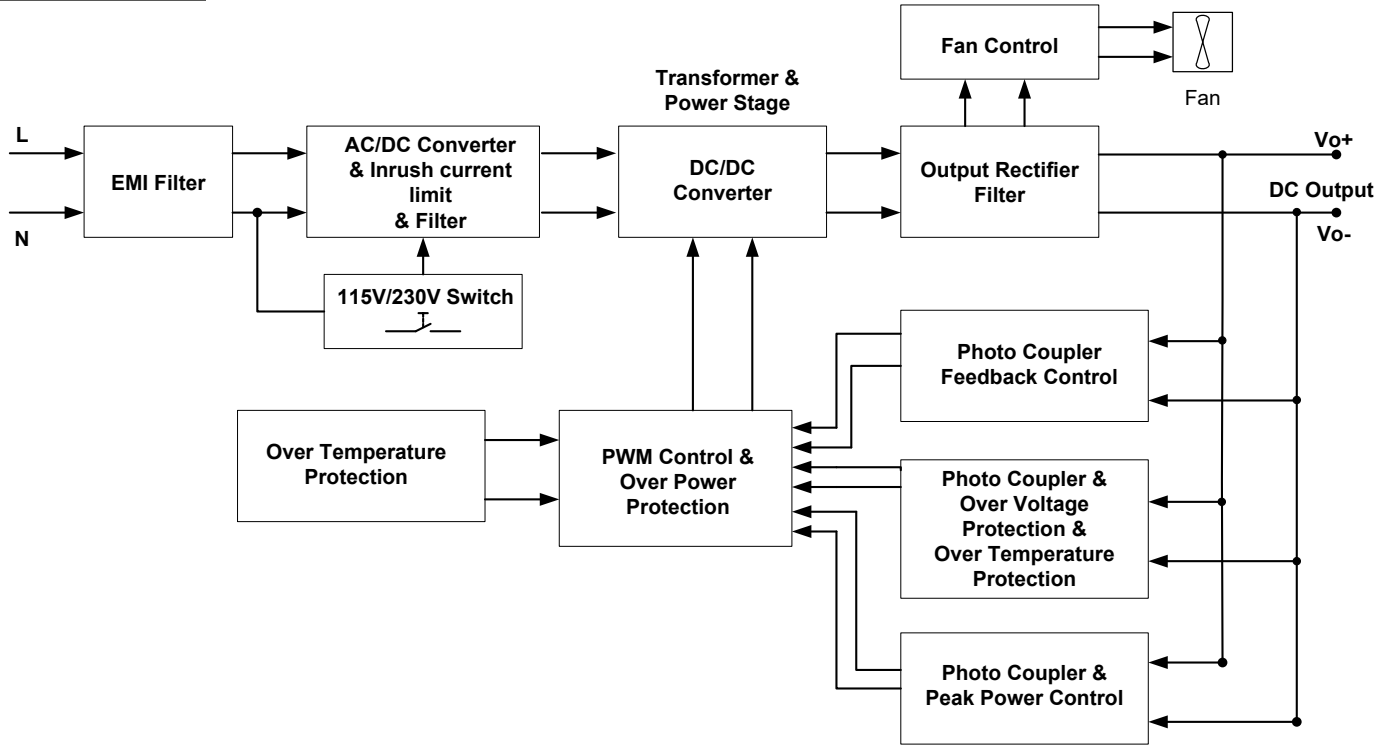 Fan Control
Fan
Transformer &
Power Stage
L
N
EMI Filter
AC/DC Converter
& Inrush current
limit
& Filter
DC/DC
Converter
Output Rectifier
Filter
Vo+
DC Output
Vo-
115V/230V Switch
Photo Coupler
Feedback Control
Over Temperature
Protection
PWM Control &
Over Power
Protection
Photo Coupler &
Over Voltage
Protection &
Over Temperature
Protection
Photo Coupler &
Peak Power Control